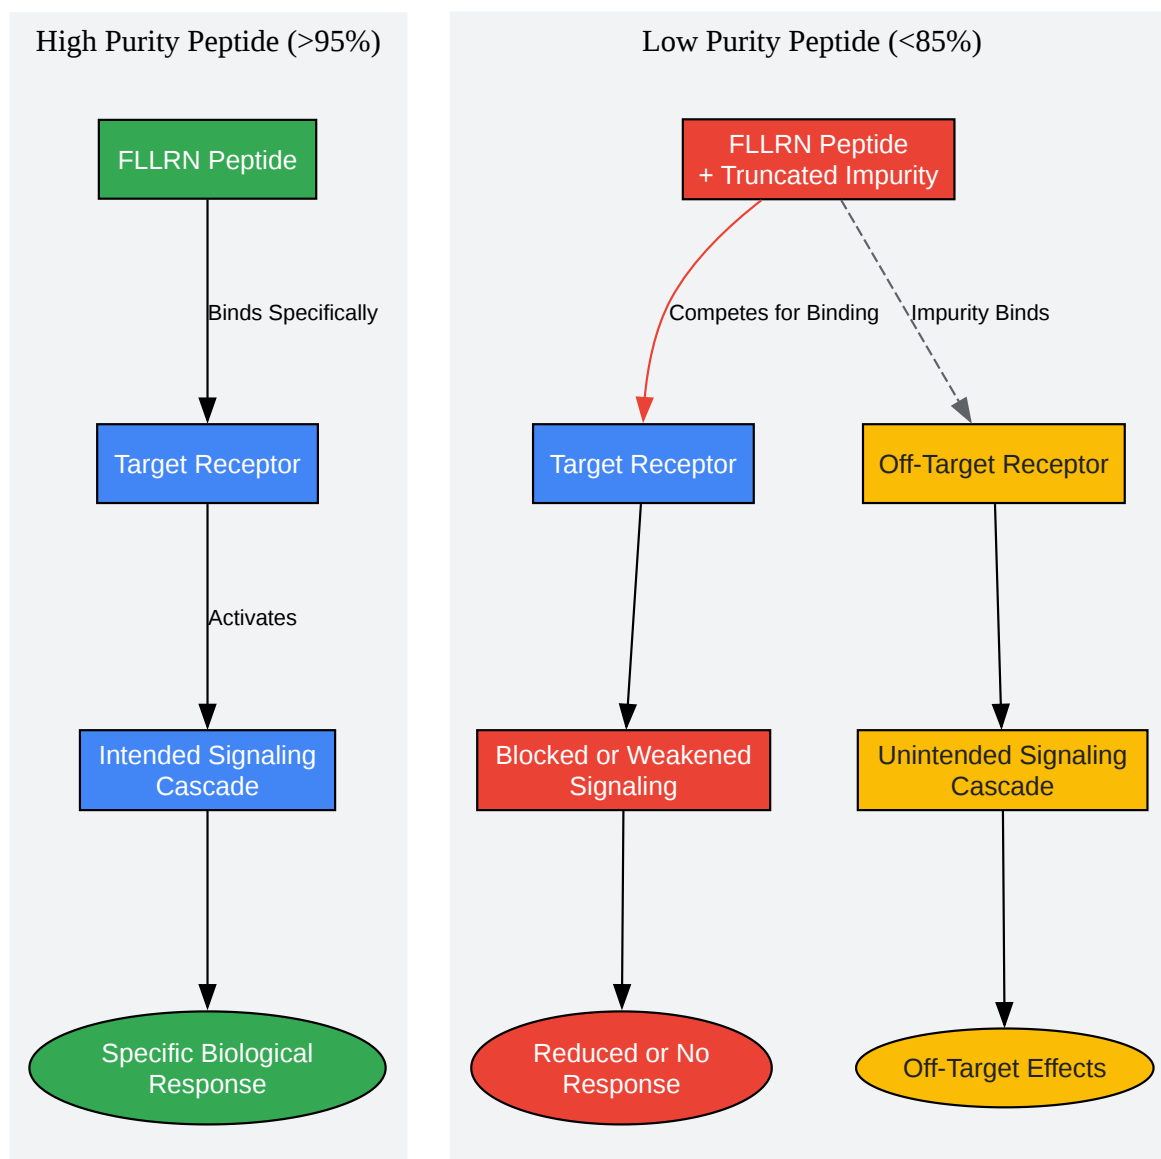 High Purity Peptide (>95%)
FLLRN Peptide
Binds Specifically
Target Receptor
Activates
Intended Signaling
Cascade
Specific Biological
Response
Low Purity Peptide (<85%)
FLLRN Peptide
+ Truncated Impurity
Competes for Binding
Impurity Binds
Target Receptor
Off-Target Receptor
Blocked or Weakened
Signaling
Unintended Signaling
Cascade
Reduced or No
Response
Off-Target Effects